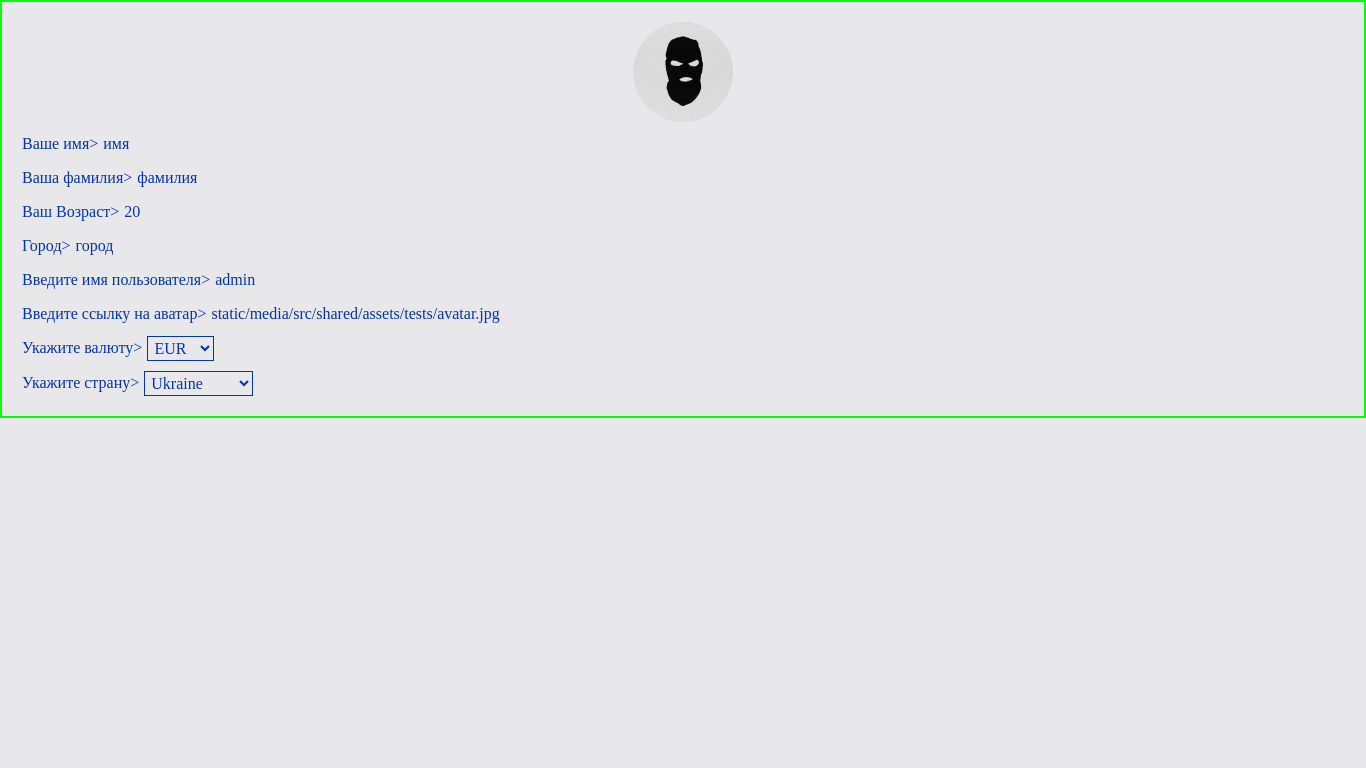 Ваше имя> имя
Ваша фамилия> фамилия
Ваш Возраст> 20
Город> город
Введите имя пользователя> admin
Введите ссылку на аватар> static/media/src/shared/assets/tests/avatar.jpg
Укажите валюту> EUR
Укажите страну> Ukraine